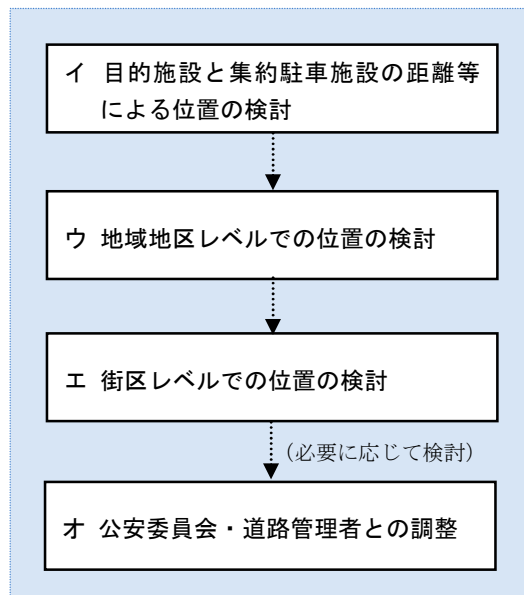 イ 目的施設と集約駐車施設の距離等
による位置の検討
ウ 地域地区レベルでの位置の検討
エ 街区レベルでの位置の検討
（必要に応じて検討）
オ 公安委員会・道路管理者との調整